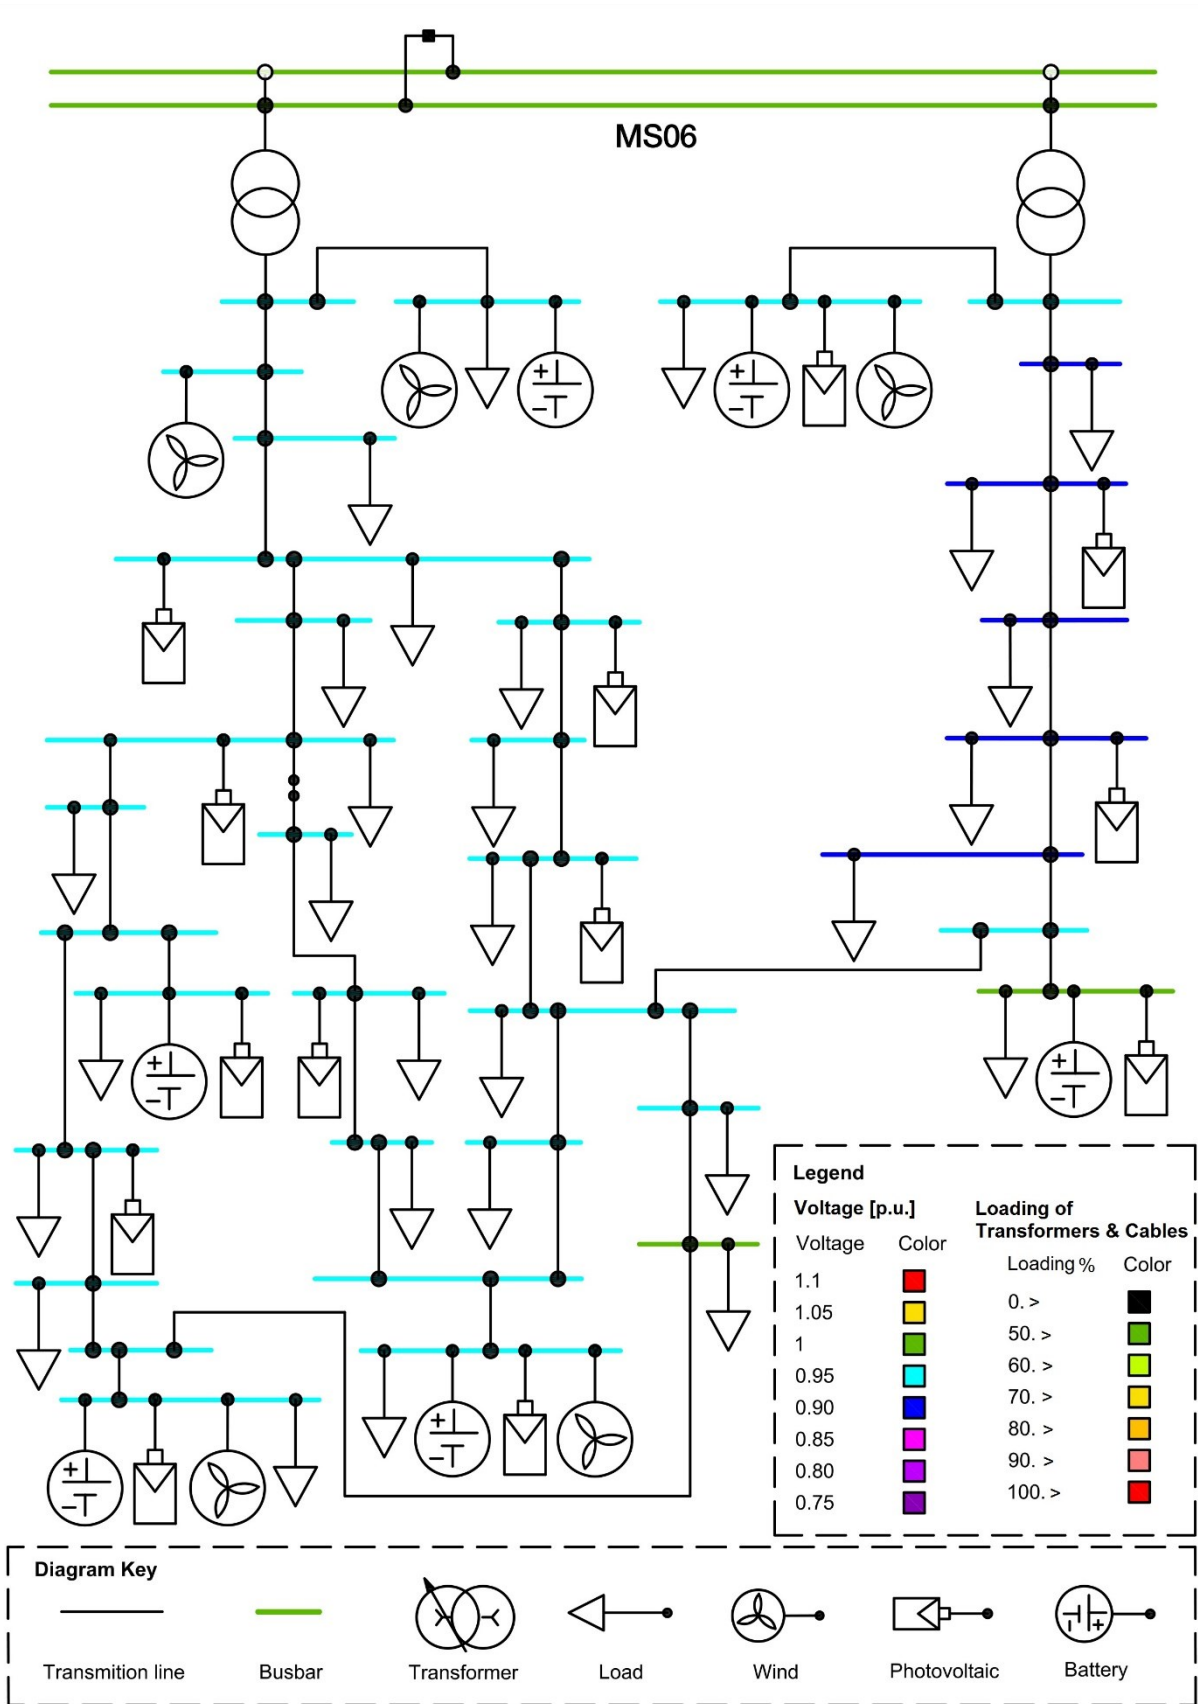 MS06
Legend
Voltage [p.u.]
Voltage Color
1.1
1.05
1
0.95
0.90
0.85
0.80
0.75
Loading of
Transformers & Cables
Loading % Color
0. >
50. >
60. >
70. >
80. >
90. >
100. >
Diagram Key
Transmition line
Busbar
Transformer
Load
Wind
Photovoltaic
Battery